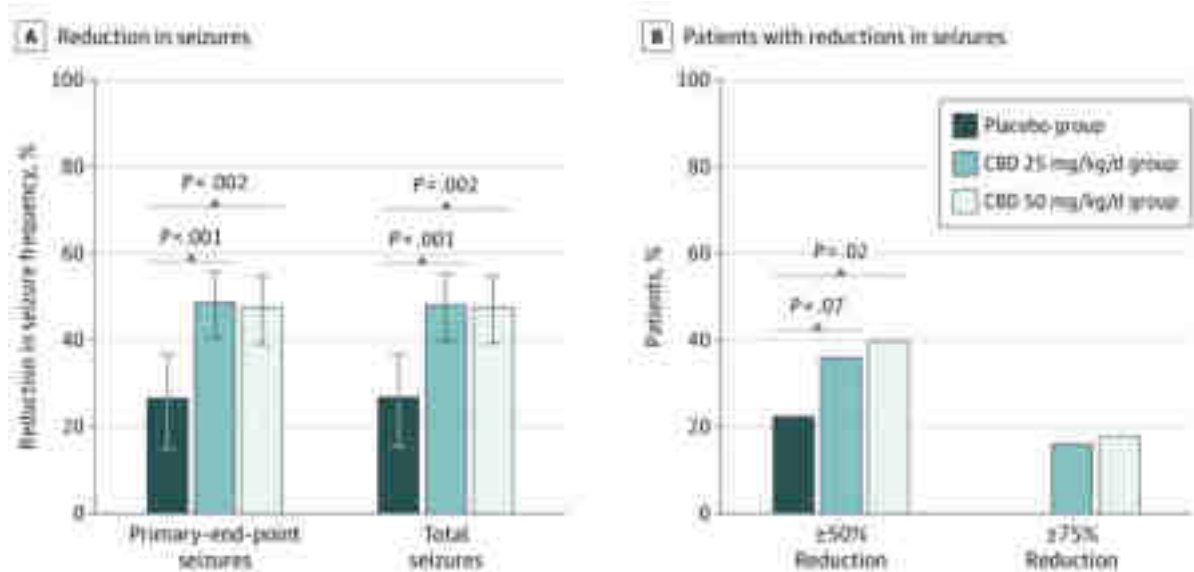 A Reduction in seizures
100
80
60
40
20
0
Reduction in seizure frequency, %
P = .002
P < .001
P = .002
P = .001
Primary-end-point
seizures
Total
seizures
B Patients with reductions in seizures
100
80
60
40
20
0
Patients, %
Placebo group
CBD 25 mg/kg/d group
CBD 50 mg/kg/d group
P = .02
P = .07
≥50%
Reduction
≥75%
Reduction